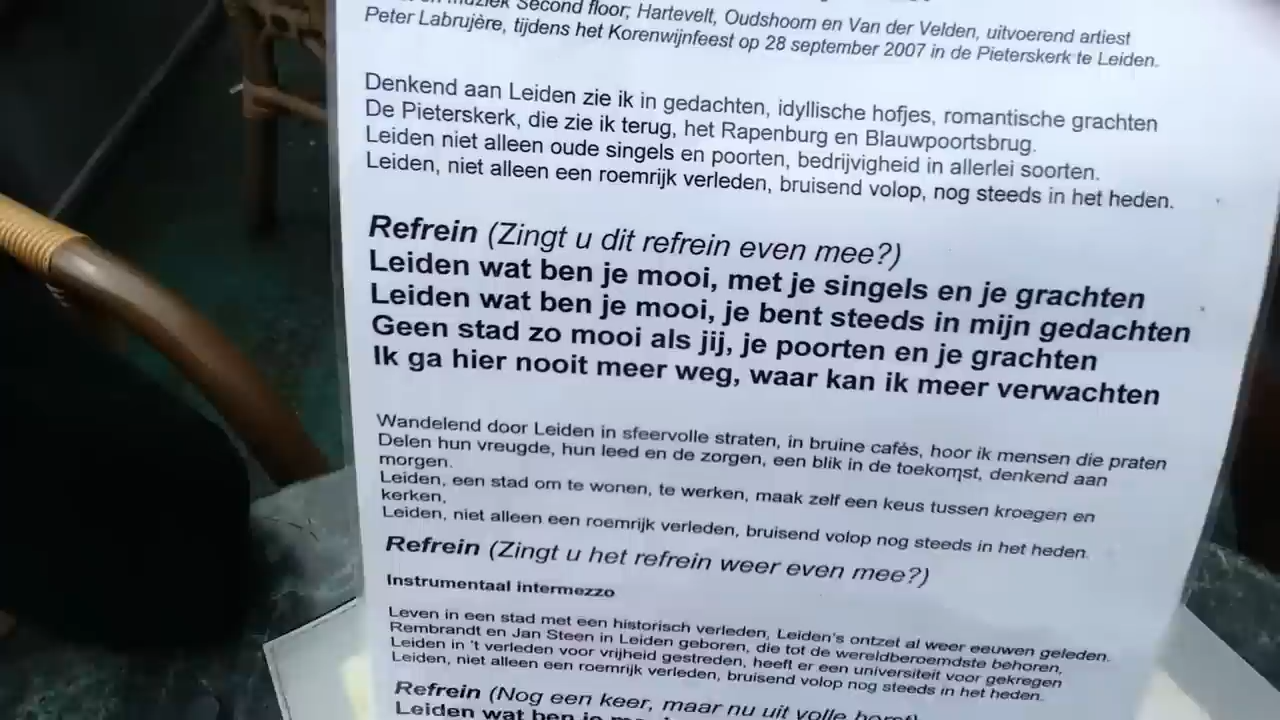 Second floor; Hartevelt, Oudshoorn en Van der Velden, uitvoerend artiest
Peter Labrujère, tijdens het Korenwijnfeest op 28 september 2007 in de Pieterskerk te Leiden.
Denkend aan Leiden zie ik in gedachten, idyllische hofjes, romantische grachten
De Pieterskerk, die zie ik terug, het Rapenburg en Blauwpoortsbrug.
Leiden niet alleen oude singels en poorten, bedrijvigheid in allerlei soorten.
Leiden, niet alleen een roemrijk verleden, bruisend volop, nog steeds in het heden.
Refrein (Zingt u dit refrein even mee?)
Leiden wat ben je mooi, met je singels en je grachten
Leiden wat ben je mooi, je bent steeds in mijn gedachten
Geen stad zo mooi als jij, je poorten en je grachten
Ik ga hier nooit meer weg, waar kan ik meer verwachten
Wandelend door Leiden in sfeervolle straten, in bruine cafés, hoor ik mensen die praten
Delen hun vreugde, hun leed en de zorgen, een blik in de toekomst, denkend aan
morgen.
Leiden, een stad om te wonen, te werken, maak zelf een keus tussen kroegen en
kerken,
Leiden, niet alleen een roemrijk verleden, bruisend volop nog steeds in het heden.
Refrein (Zingt u het refrein weer even mee?)
Instrumentaal intermezzo
Leven in een stad met een historisch verleden, Leiden's ontzet al weer eeuwen geleden.
Rembrandt en Jan Steen in Leiden geboren, die tot de wereldberoemdste behoren,
Leiden in 't verleden voor vrijheid gestreden, heeft er een universiteit voor gekregen
Leiden, niet alleen een roemrijk verleden, bruisend volop nog steeds in het heden.
Refrein (Nog een keer, maar nu uit volle borst)
Leiden wat ben je